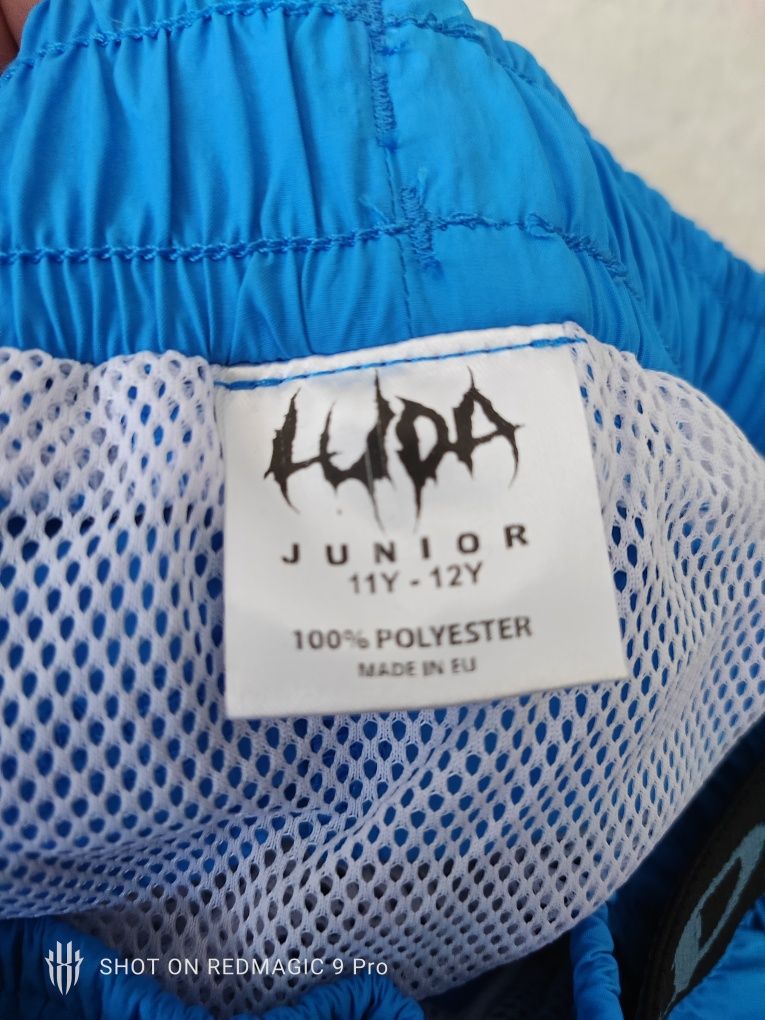 LUDA
JUNIOR
11Y - 12Y
100% POLYESTER
MADE IN EU
SHOT ON REDMAGIC 9 Pro